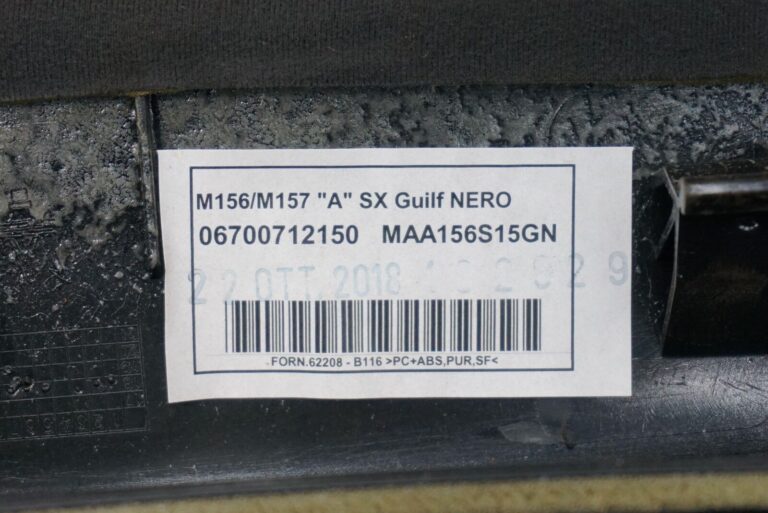 M156/M157 "A" SX Guilf NERO
06700712150 MAA156S15GN
22 OTT. 2018
FORN.62208 - B116 >PC+ABS,PUR,SF<